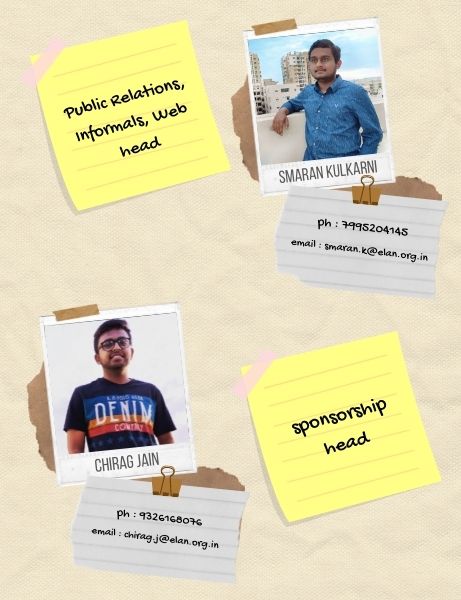 Public Relations,
Informals, Web
head
SMARAN KULKARNI
Ph : 7995204145
email : smaran.k@elan.org.in
DENIM
COMPANY
CHIRAG JAIN
Ph : 9326168076
email : chirag.j@elan.org.in
sponsorship
head